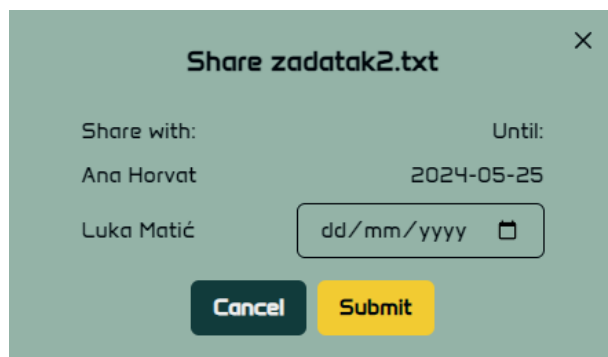 Share zadatak2.txt
Share with: Until:
Ana Horvat 2024-05-25
Luka Matić dd/mm/yyyy
Cancel Submit